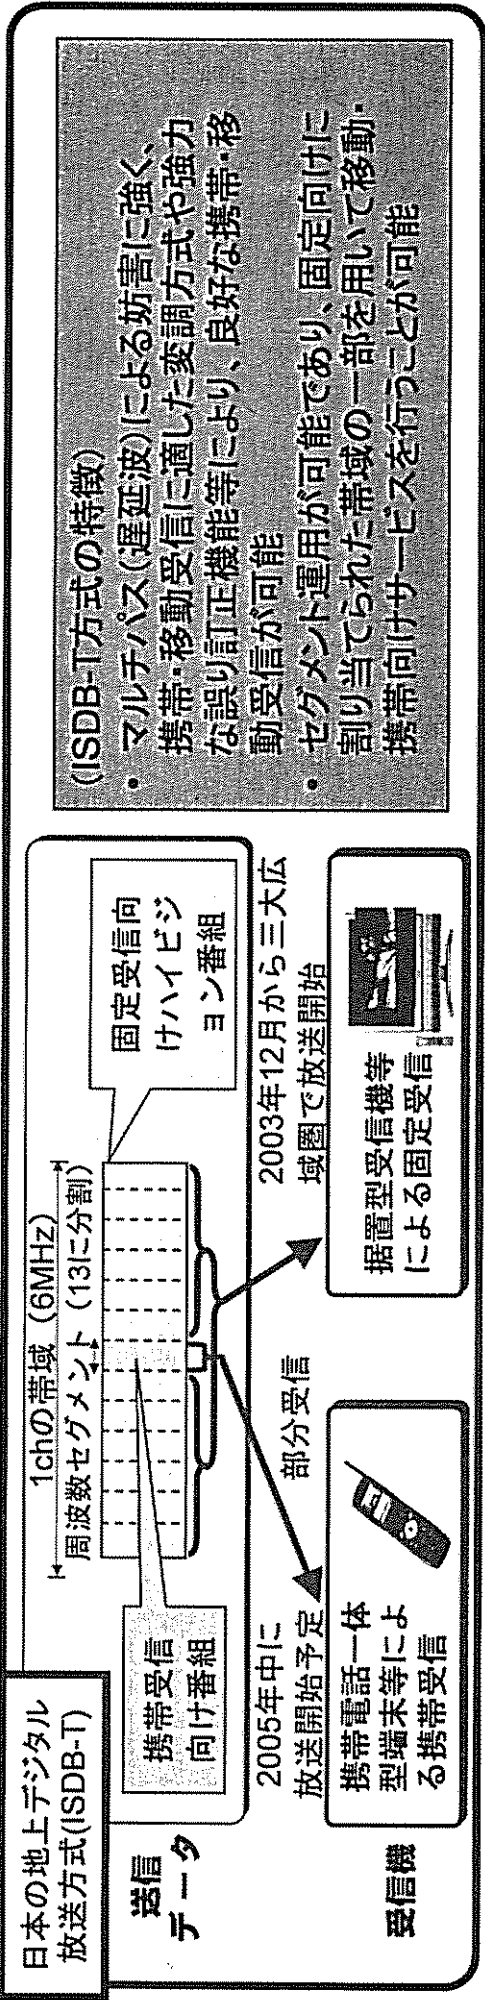 日本の地上デジタル
放送方式(ISDB-T)
送信
データ
1chの帯域（6MHz）
周波数セグメント（13に分割）
携帯受信
向け番組
固定受信向
けハイビジ
ョン番組
2005年中に
放送開始予定
部分受信
2003年12月から三大広
域圏で放送開始
受信機
携帯電話一体
型端末等によ
る携帯受信
据置型受信機等
による固定受信
(ISDB-T方式の特徴)
• マルチパス(遅延波)による妨害に強く、
携帯・移動受信に適した変調方式や強力
な誤り訂正機能等により、良好な携帯・移
動受信が可能
• セグメント運用が可能であり、固定向けに
割り当てられた帯域の一部を用いて移動・
携帯向けサービスを行うことが可能